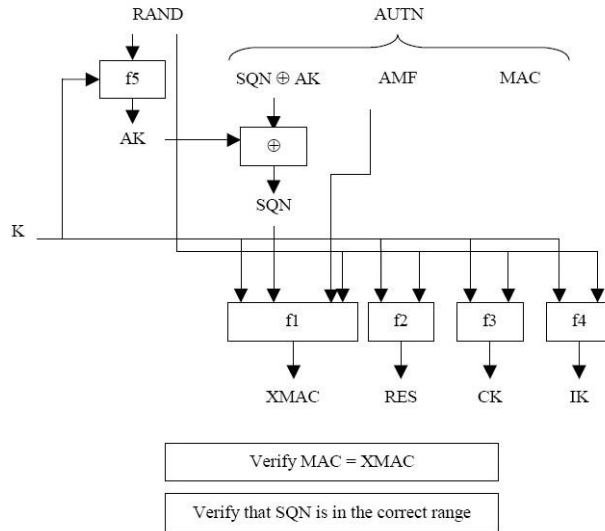 RAND AUTN
f5 SQN ⊕ AK AMF MAC
AK ⊕
SQN
K
f1 f2 f3 f4
XMAC RES CK IK
Verify MAC = XMAC
Verify that SQN is in the correct range